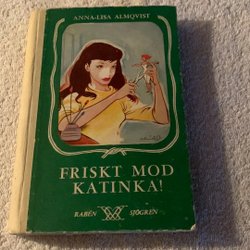 ANNA-LISA ALMQVIST
FRISKT MOD
KATINKA!
RABÉN SJÖGREN